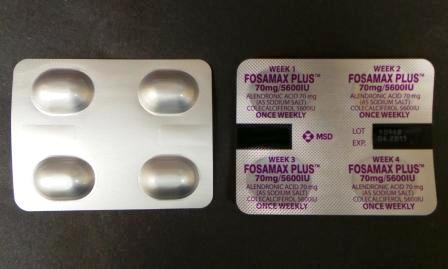 WEEK 1
FOSAMAX PLUS™
70mg/5600IU
ALENDRONIC ACID 70 mg
(AS SODIUM SALT)
COLECALCIFEROL 5600IU
ONCE WEEKLY
WEEK 2
FOSAMAX PLUS™
70mg/5600IU
ALENDRONIC ACID 70 mg
(AS SODIUM SALT)
COLECALCIFEROL 5600IU
ONCE WEEKLY
MSD
LOT
EXP.
04 2011
WEEK 3
FOSAMAX PLUS™
70mg/5600IU
ALENDRONIC ACID 70 mg
(AS SODIUM SALT)
COLECALCIFEROL 5600IU
ONCE WEEKLY
WEEK 4
FOSAMAX PLUS™
70mg/5600IU
ALENDRONIC ACID 70 mg
(AS SODIUM SALT)
COLECALCIFEROL 5600IU
ONCE WEEKLY